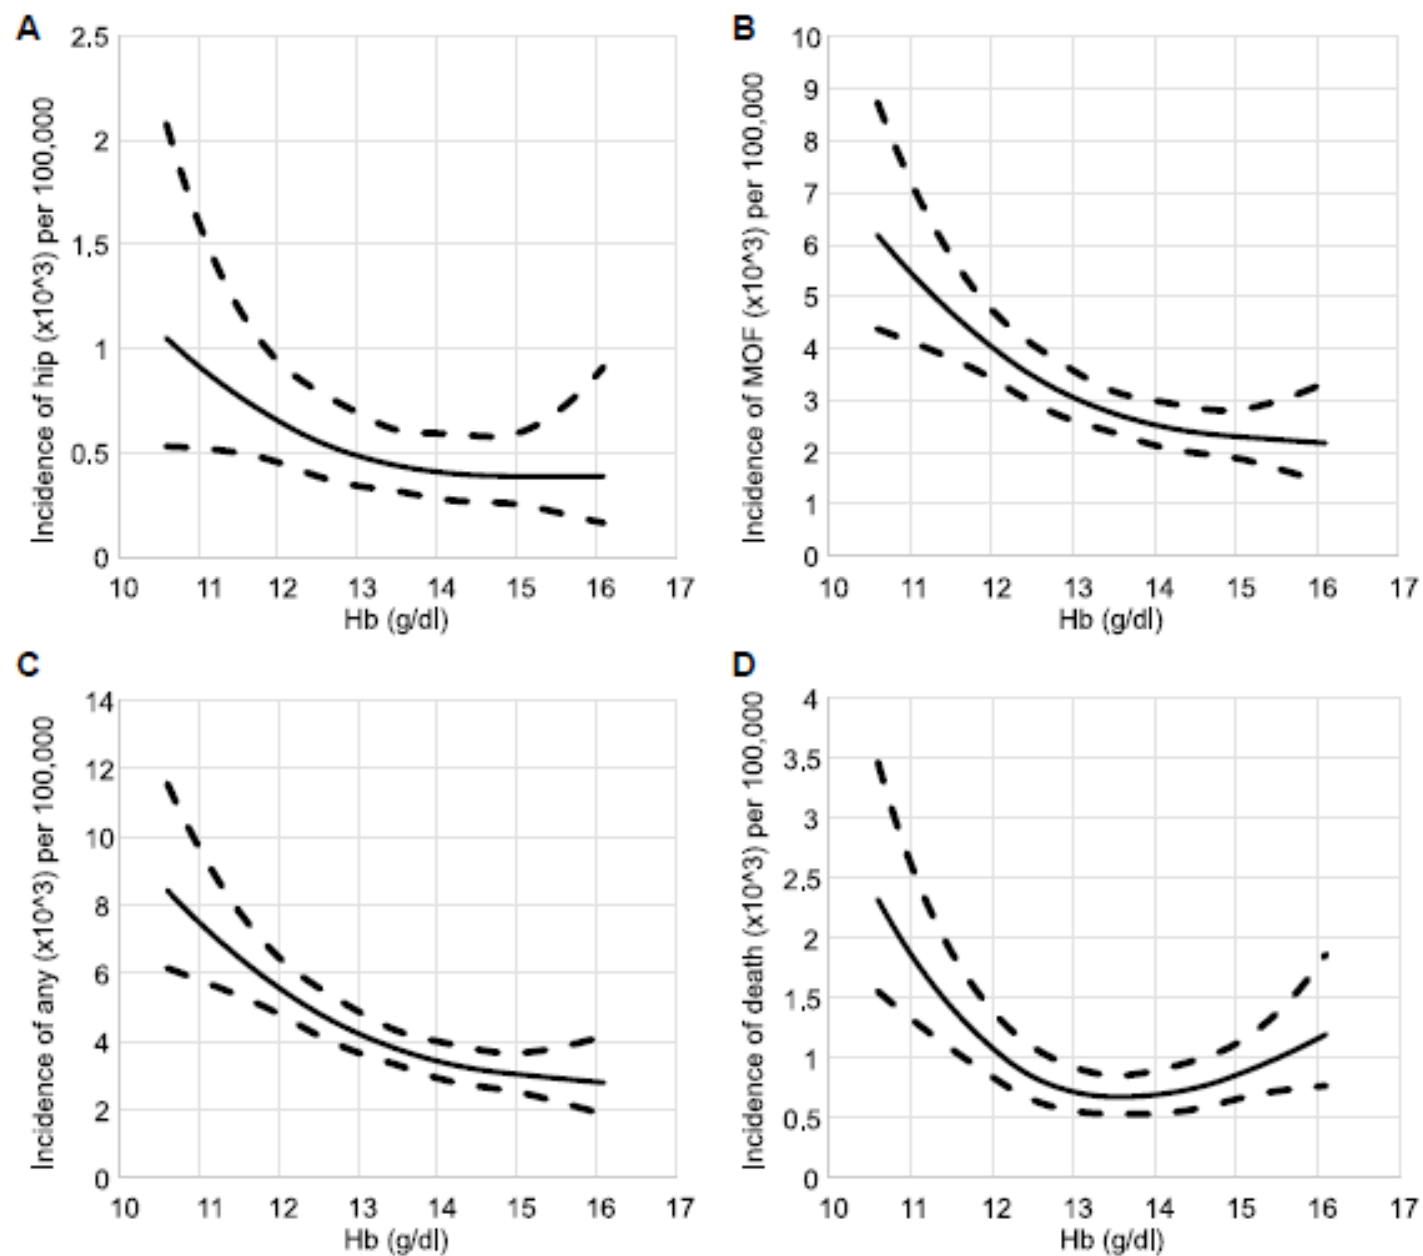 A
Incidence of hip (x10^3) per 100,000
2.5
2
1.5
1
0.5
0
10 11 12 13 14 15 16 17
Hb (g/dl)
B
Incidence of MOF (x10^3) per 100,000
10
9
8
7
6
5
4
3
2
1
0
10 11 12 13 14 15 16 17
Hb (g/dl)
C
Incidence of any (x10^3) per 100,000
14
12
10
8
6
4
2
0
10 11 12 13 14 15 16 17
Hb (g/dl)
D
Incidence of death (x10^3) per 100,000
4
3.5
3
2.5
2
1.5
1
0.5
0
10 11 12 13 14 15 16 17
Hb (g/dl)